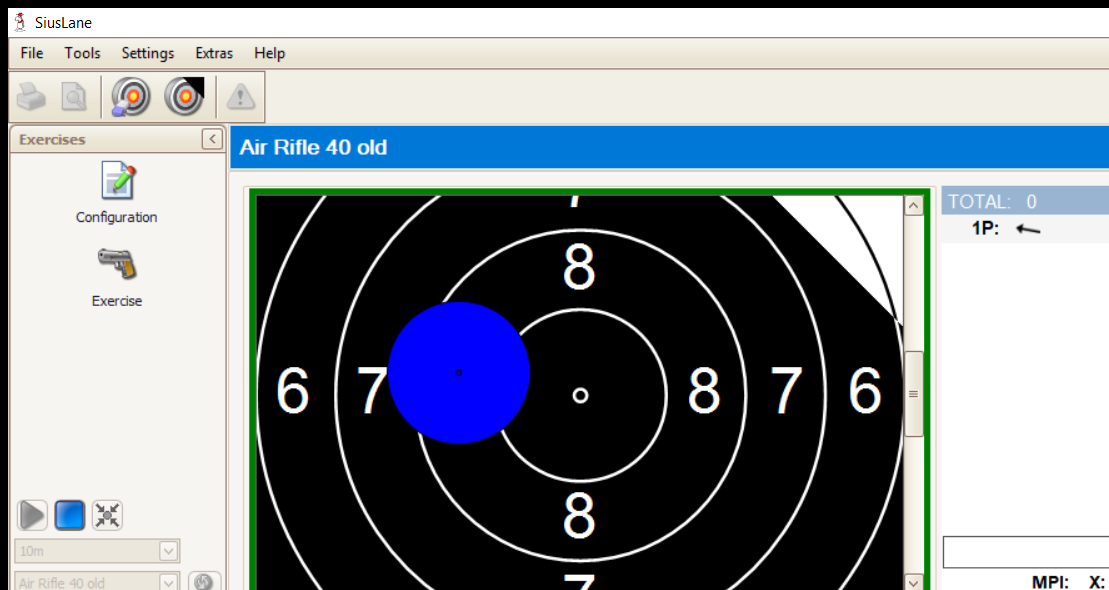 SiusLane
File Tools Settings Extras Help
Exercises
Air Rifle 40 old
Configuration
Exercise
TOTAL: 0
1P:
7
8
6 7 8 7 6
8
7
10m
Air Rifle 40 old
MPI: X: